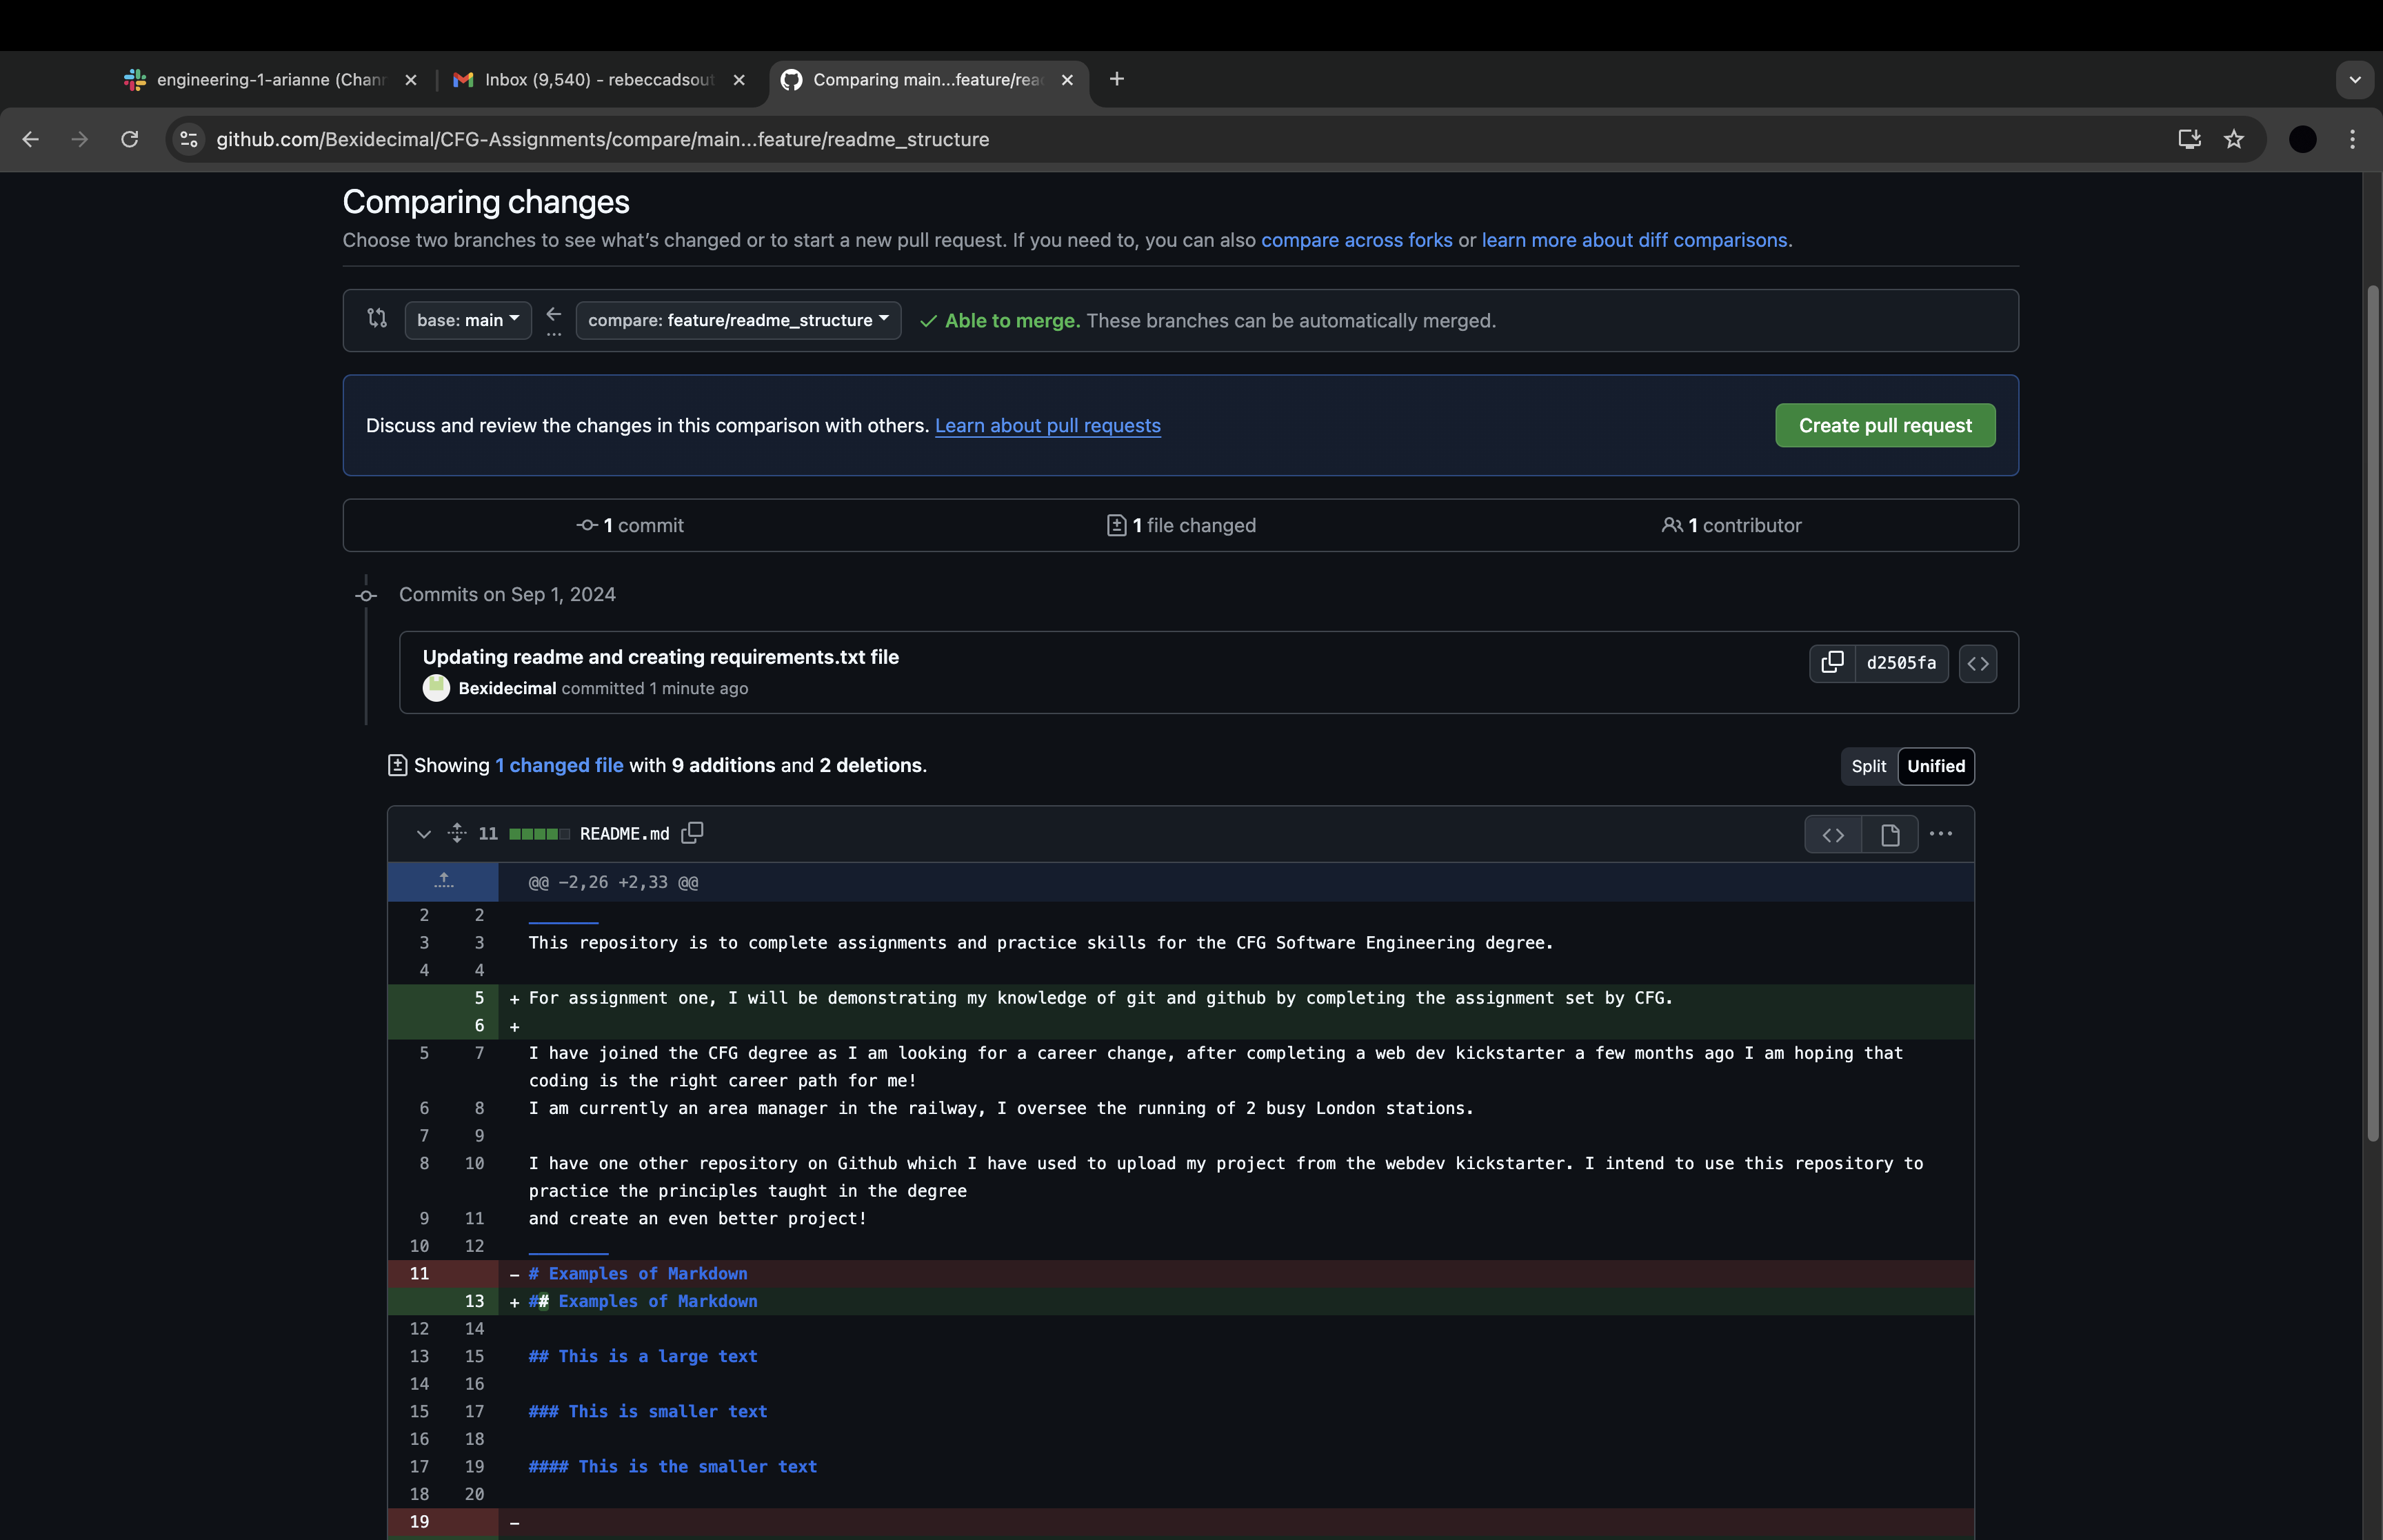 engineering-1-arianne (Chan
Inbox (9,540) - rebeccadsout
Comparing main...feature/rea
github.com/Bexidecimal/CFG-Assignments/compare/main...feature/readme_structure
Comparing changes
Choose two branches to see what's changed or to start a new pull request. If you need to, you can also compare across forks or learn more about diff comparisons.
base: main
compare: feature/readme_structure
Able to merge. These branches can be automatically merged.
Discuss and review the changes in this comparison with others. Learn about pull requests
Create pull request
1 commit
1 file changed
1 contributor
Commits on Sep 1, 2024
Updating readme and creating requirements.txt file
d2505fa
Bexidecimal committed 1 minute ago
Showing 1 changed file with 9 additions and 2 deletions.
Split Unified
11 README.md
@@ -2,26 +2,33 @@
2 2 _______
3 3 This repository is to complete assignments and practice skills for the CFG Software Engineering degree.
4 4
5 + For assignment one, I will be demonstrating my knowledge of git and github by completing the assignment set by CFG.
6 +
5 7 I have joined the CFG degree as I am looking for a career change, after completing a web dev kickstarter a few months ago I am hoping that
coding is the right career path for me!
6 8 I am currently an area manager in the railway, I oversee the running of 2 busy London stations.
7 9
8 10 I have one other repository on Github which I have used to upload my project from the webdev kickstarter. I intend to use this repository to
practice the principles taught in the degree
9 11 and create an even better project!
10 12 ________
11 - # Examples of Markdown
13 + ## Examples of Markdown
12 14
13 15 ## This is a large text
14 16
15 17 ### This is smaller text
16 18
17 19 #### This is the smaller text
18 20
19 -